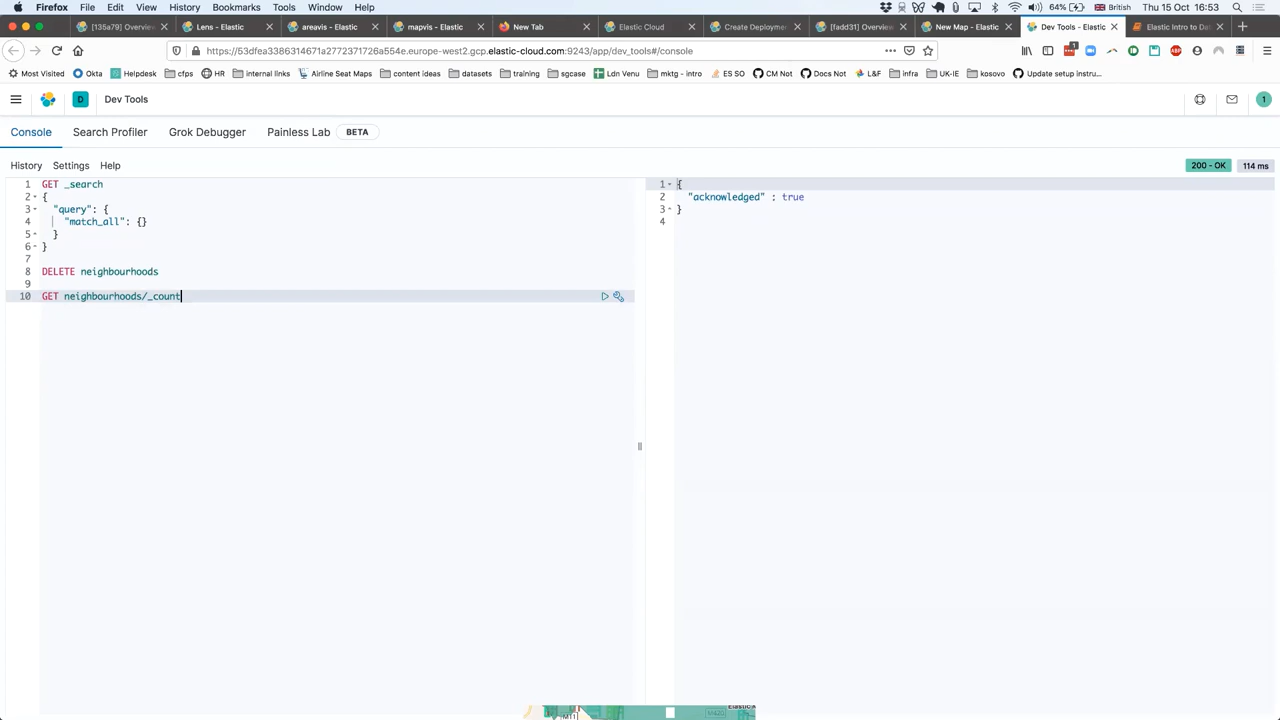 Firefox File Edit View History Bookmarks Tools Window Help 64% British Thu 15 Oct 16:53
[135a79] Overview Lens - Elastic areavis - Elastic mapvis - Elastic New Tab Elastic Cloud Create Deployme [fadd31] Overview New Map - Elastic Dev Tools - Elastic Elastic Intro to Dat
https://53dfea3386314671a2772371726a554e.europe-west2.gcp.elastic-cloud.com:9243/app/dev_tools#/console
Most Visited Okta Helpdesk cfps HR internal links Airline Seat Maps content ideas datasets training sgcase Ldn Venu mktg - intro ES SO CM Not Docs Not L&F infra UK-IE kosovo Update setup instru...
D Dev Tools 1
Console Search Profiler Grok Debugger Painless Lab BETA
History Settings Help 200 - OK 114 ms
1 GET _search
2 {
3 "query": {
4 "match_all": {}
5 }
6 }
7
8 DELETE neighbourhoods
9
10 GET neighbourhoods/_count
1 {
2 "acknowledged" : true
3 }
4